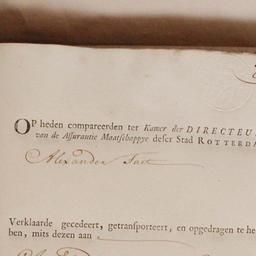 OP heden compareerden ter Kamer der DIRECTEU
van de Assurantie Maatschappye deser Stad ROTTERDA
Alexander
Verklaarde gecedeert, getransporteert, en opgedragen te he
ben, mits dezen aan